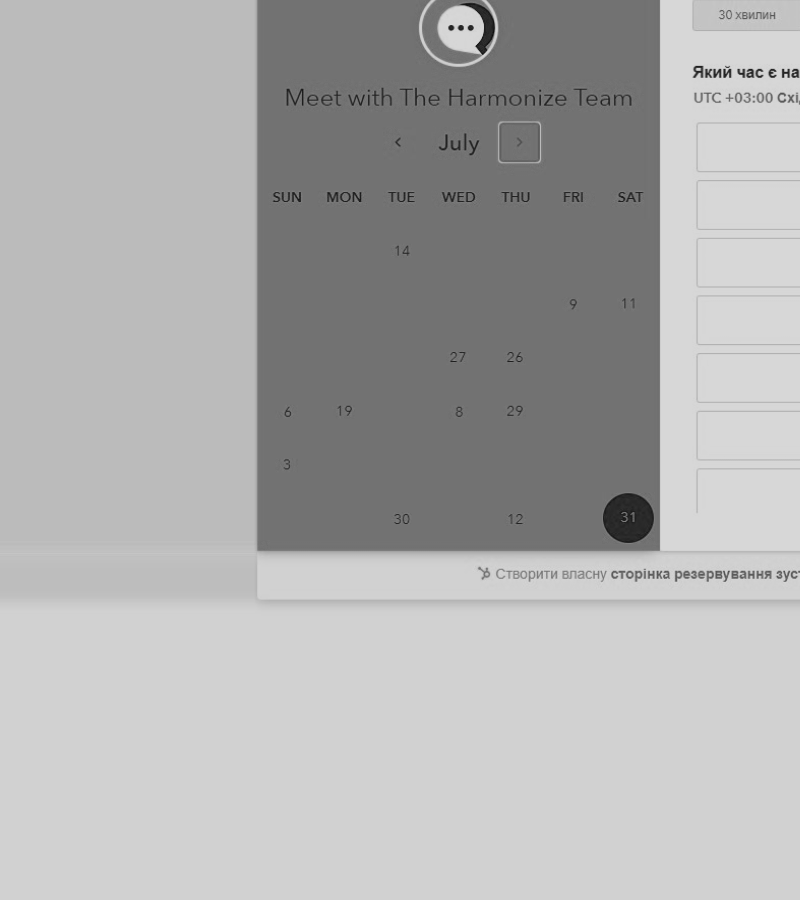 30 хвилин
Meet with The Harmonize Team
Який час є на
UTC +03:00 Схі
July
SUN MON TUE WED THU FRI SAT
14
9 11
27 26
6 19 8 29
3
30 12 31
Створити власну сторінка резервування зуст